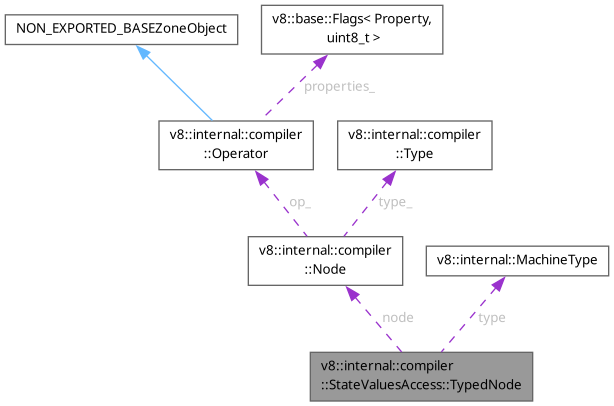 NON_EXPORTED_BASEZoneObject
v8::base::Flags< Property,
uint8_t >
properties_
v8::internal::compiler
::Operator
v8::internal::compiler
::Type
op_
type_
v8::internal::compiler
::Node
v8::internal::MachineType
node
type
v8::internal::compiler
::StateValuesAccess::TypedNode